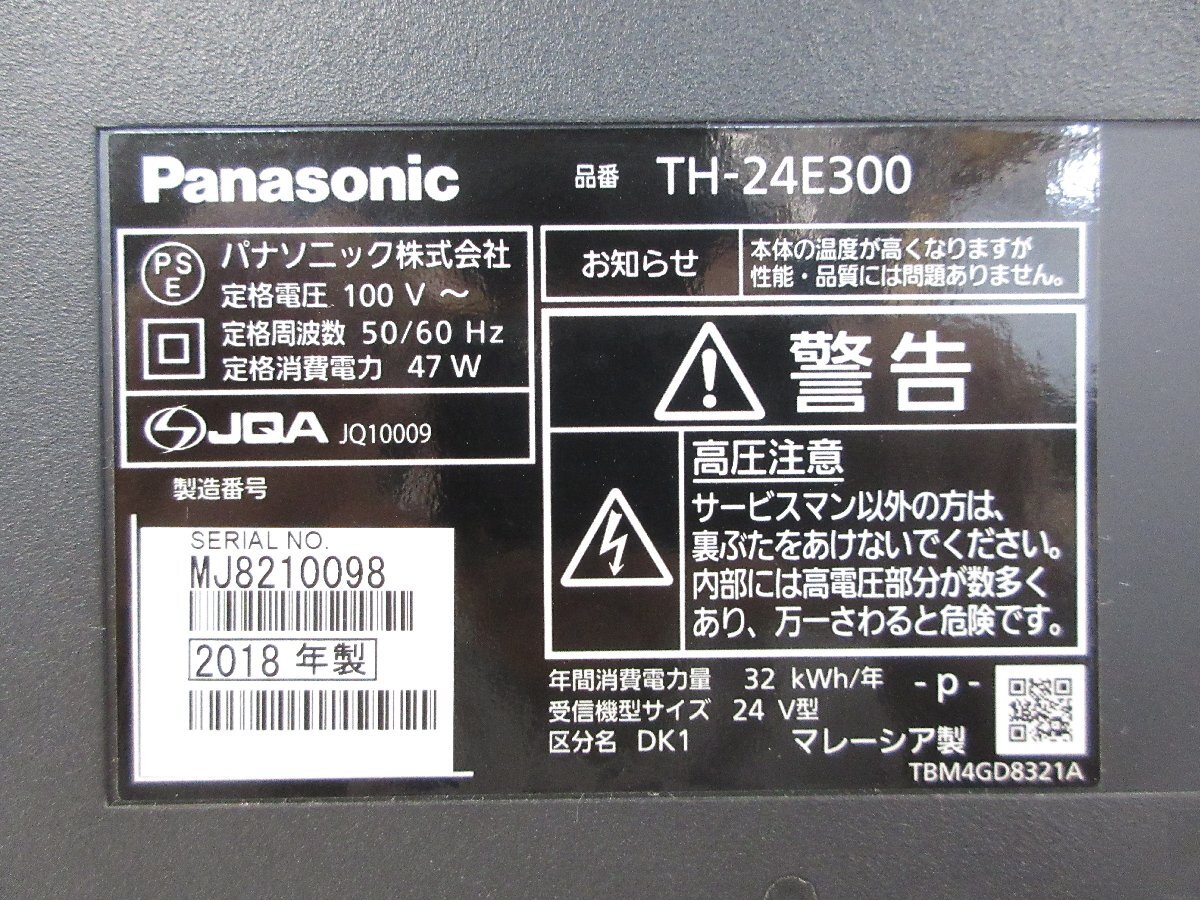 Panasonic 品番 TH-24E300
PSE パナソニック株式会社
定格電圧 100 V ～
定格周波数 50/60 Hz
定格消費電力 47 W
JQA JQ10009
製造番号
SERIAL NO.
MJ8210098
2018 年製
お知らせ
本体の温度が高くなりますが
性能・品質には問題ありません。
警告
高圧注意
サービスマン以外の方は、
裏ぶたをあけないでください。
内部には高電圧部分が数多く
あり、万一さわると危険です。
年間消費電力量 32 kWh/年 -p-
受信機型サイズ 24 V型
区分名 DK1 マレーシア製
TBM4GD8321A